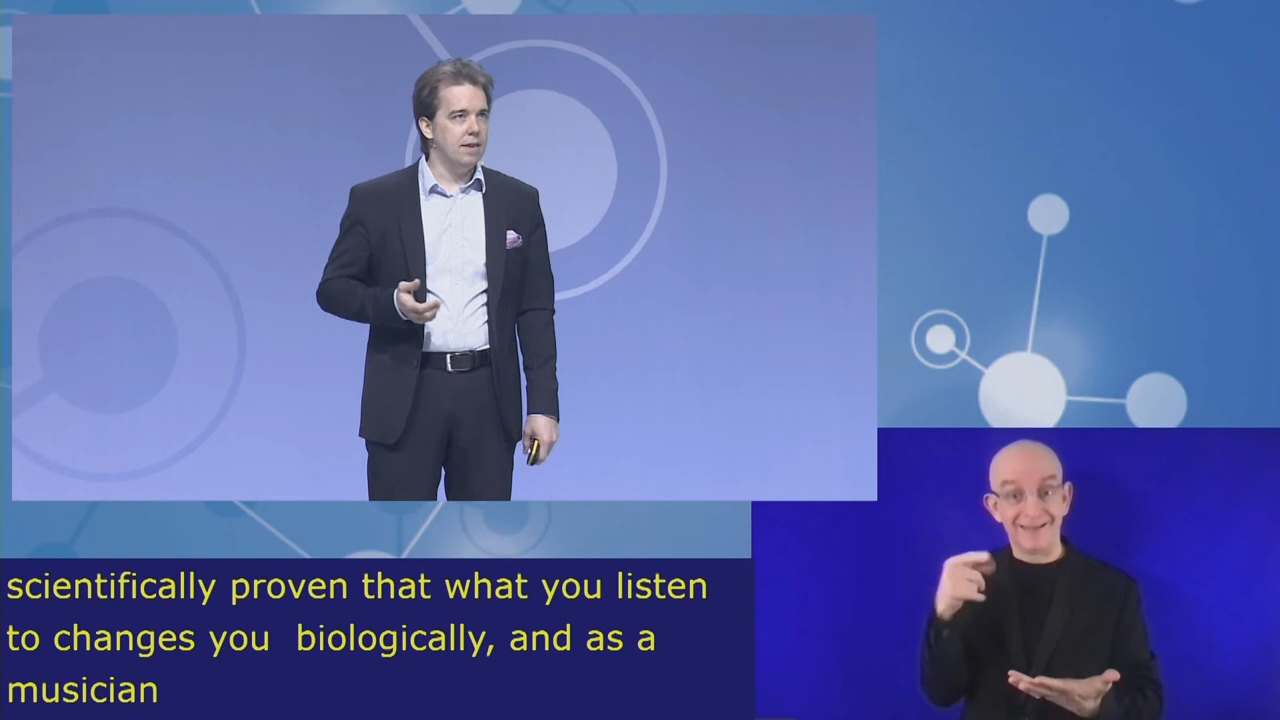 scientifically proven that what you listen
to changes you  biologically, and as a
musician